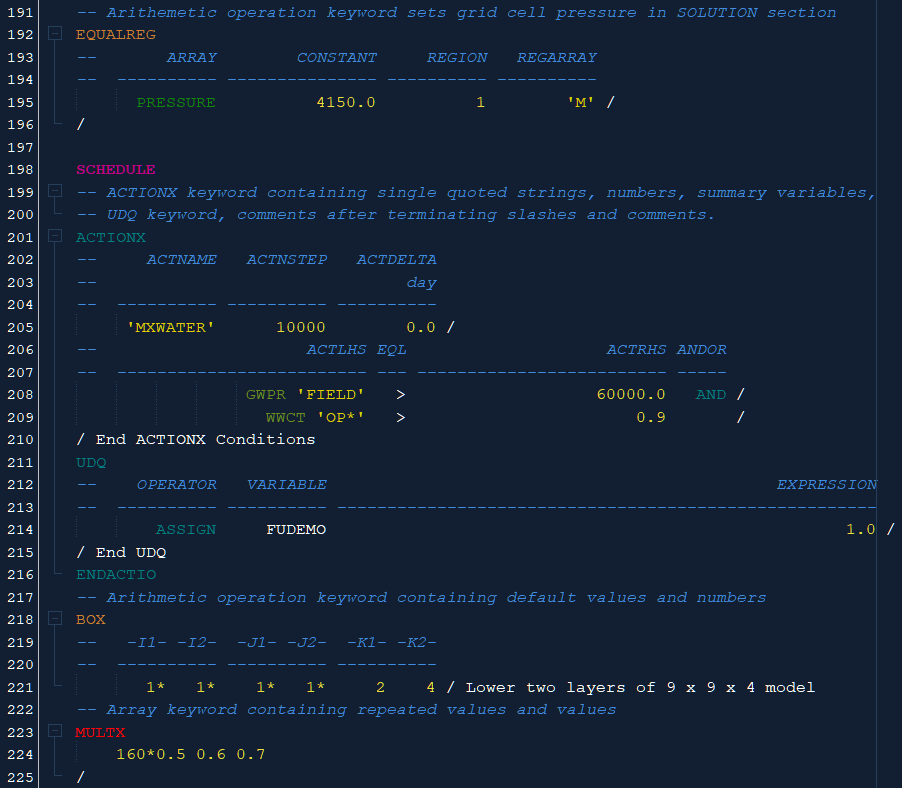 191 -- Arithemetic operation keyword sets grid cell pressure in SOLUTION section
192 EQUALREG
193 -- ARRAY CONSTANT REGION REGARRAY
194 -- ---------- --------------- ---------- ----------
195 PRESSURE 4150.0 1 'M' /
196 /
197
198 SCHEDULE
199 -- ACTIONX keyword containing single quoted strings, numbers, summary variables,
200 -- UDQ keyword, comments after terminating slashes and comments.
201 ACTIONX
202 -- ACTNAME ACTNSTEP ACTDELTA
203 -- day
204 -- ---------- ---------- ----------
205 'MXWATER' 10000 0.0 /
206 -- ACTLHS EQL ACTRHS ANDOR
207 -- ------------------------- --- -------------------------- -----
208 GWPR 'FIELD' > 60000.0 AND /
209 WWCT 'OP*' > 0.9 /
210 / End ACTIONX Conditions
211 UDQ
212 -- OPERATOR VARIABLE EXPRESSION
213 -- ---------- ---------- ------------------------------------------------------
214 ASSIGN FUDEMO 1.0 /
215 / End UDQ
216 ENDACTIO
217 -- Arithmetic operation keyword containing default values and numbers
218 BOX
219 -- -I1- -I2- -J1- -J2- -K1- -K2-
220 -- ---------- ---------- ----------
221 1* 1* 1* 1* 2 4 / Lower two layers of 9 x 9 x 4 model
222 -- Array keyword containing repeated values and values
223 MULTX
224 160*0.5 0.6 0.7
225 /